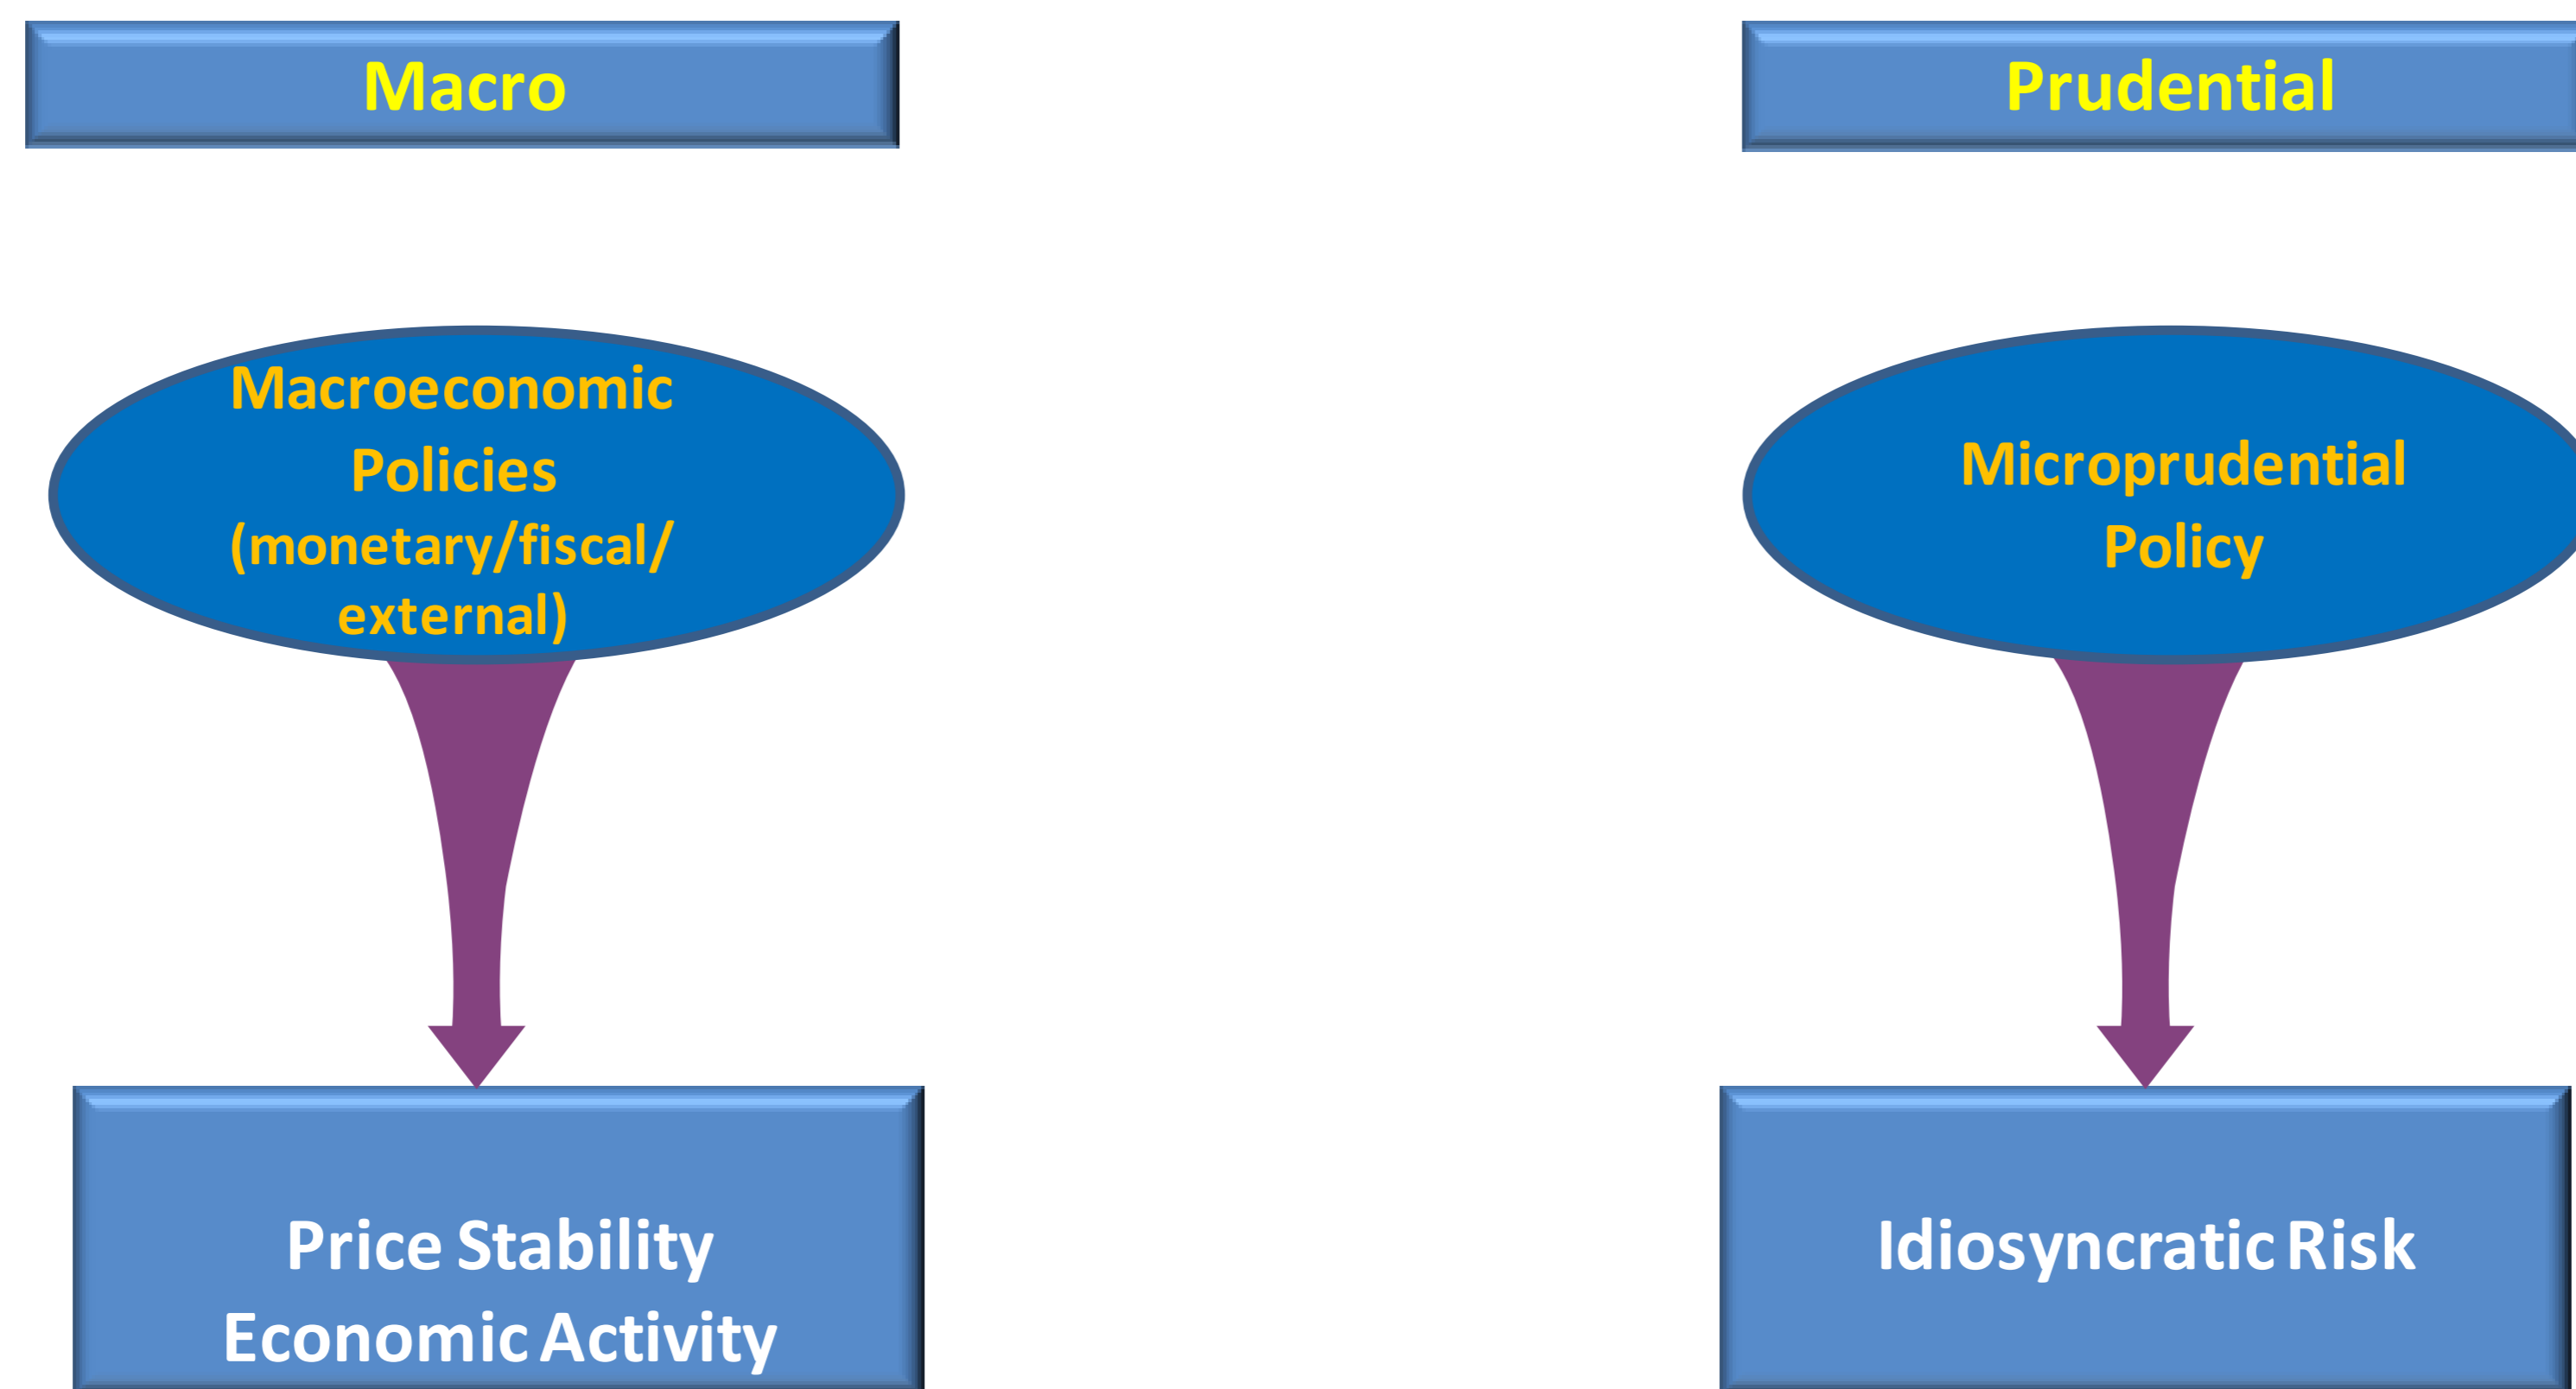 Macro
Prudential
Macroeconomic
Policies
(monetary/fiscal/
external)
Microprudential
Policy
Price Stability
Economic Activity
Idiosyncratic Risk